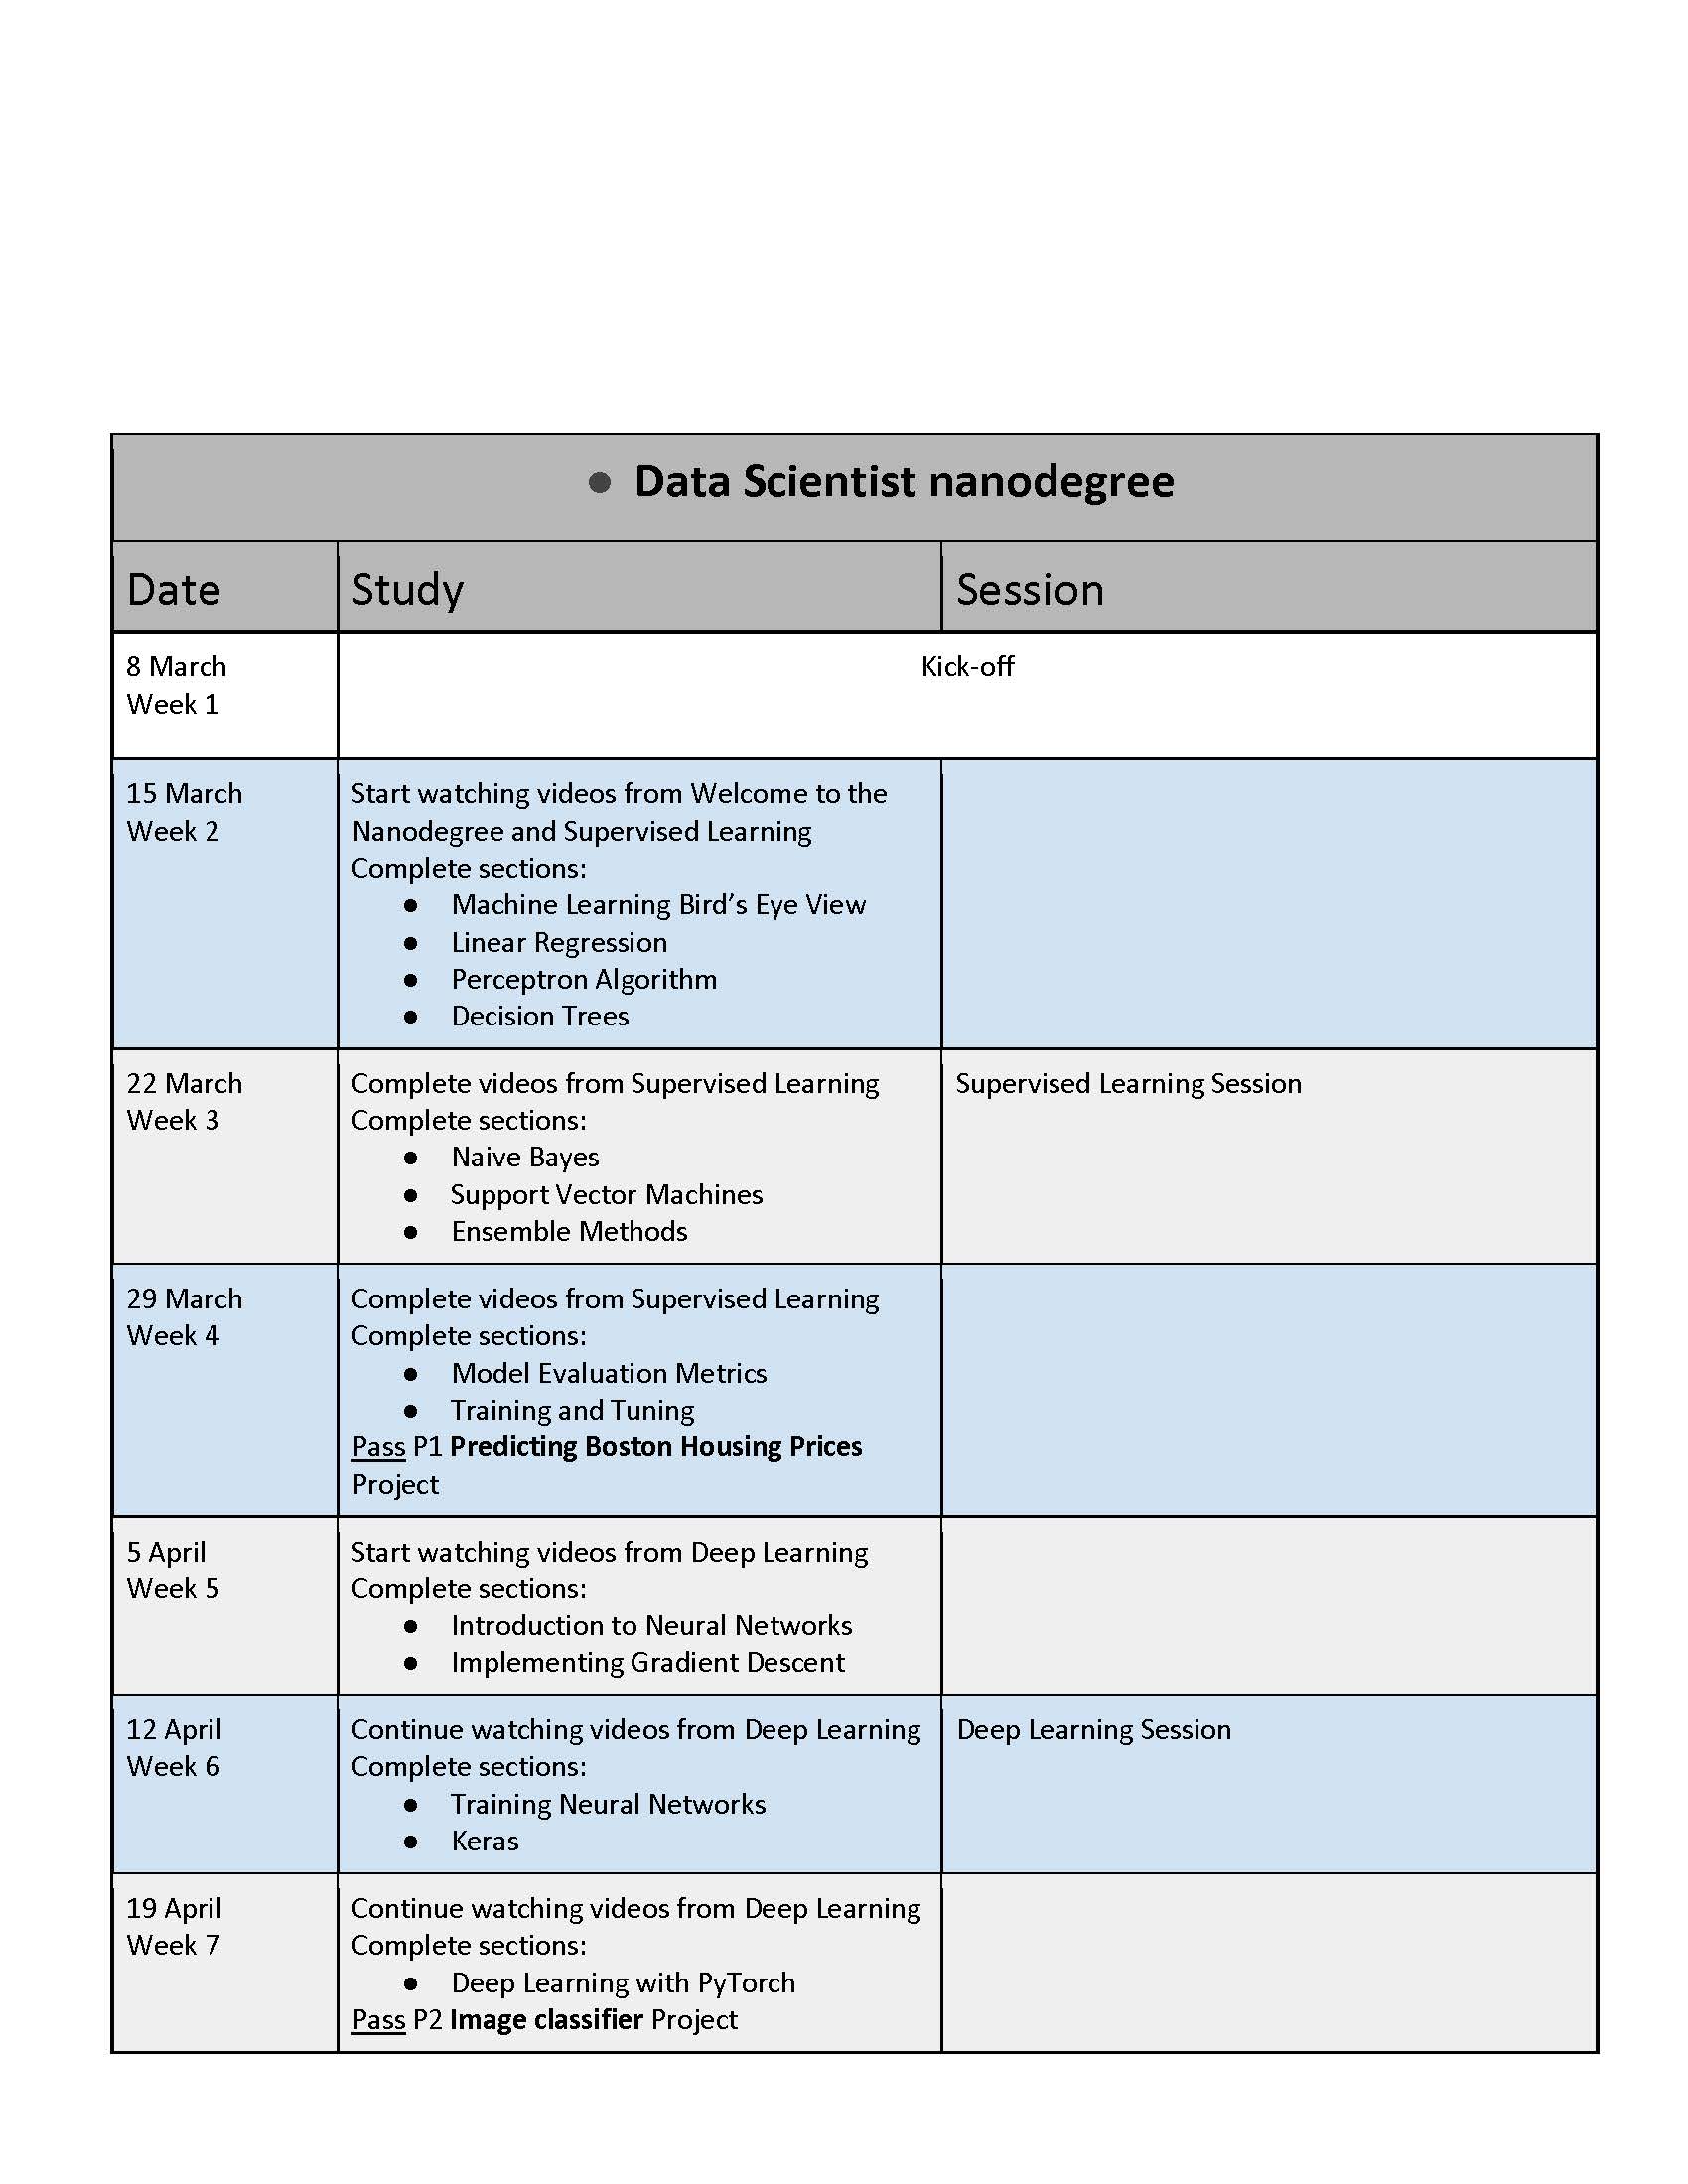 ● Data Scientist nanodegree
Date Study Session
8 March
Week 1
Kick-off
15 March
Week 2
Start watching videos from Welcome to the
Nanodegree and Supervised Learning
Complete sections:
● Machine Learning Bird’s Eye View
● Linear Regression
● Perceptron Algorithm
● Decision Trees
22 March
Week 3
Complete videos from Supervised Learning
Complete sections:
● Naive Bayes
● Support Vector Machines
● Ensemble Methods
Supervised Learning Session
29 March
Week 4
Complete videos from Supervised Learning
Complete sections:
● Model Evaluation Metrics
● Training and Tuning
Pass P1 Predicting Boston Housing Prices
Project
5 April
Week 5
Start watching videos from Deep Learning
Complete sections:
● Introduction to Neural Networks
● Implementing Gradient Descent
12 April
Week 6
Continue watching videos from Deep Learning
Complete sections:
● Training Neural Networks
● Keras
Deep Learning Session
19 April
Week 7
Continue watching videos from Deep Learning
Complete sections:
● Deep Learning with PyTorch
Pass P2 Image classifier Project